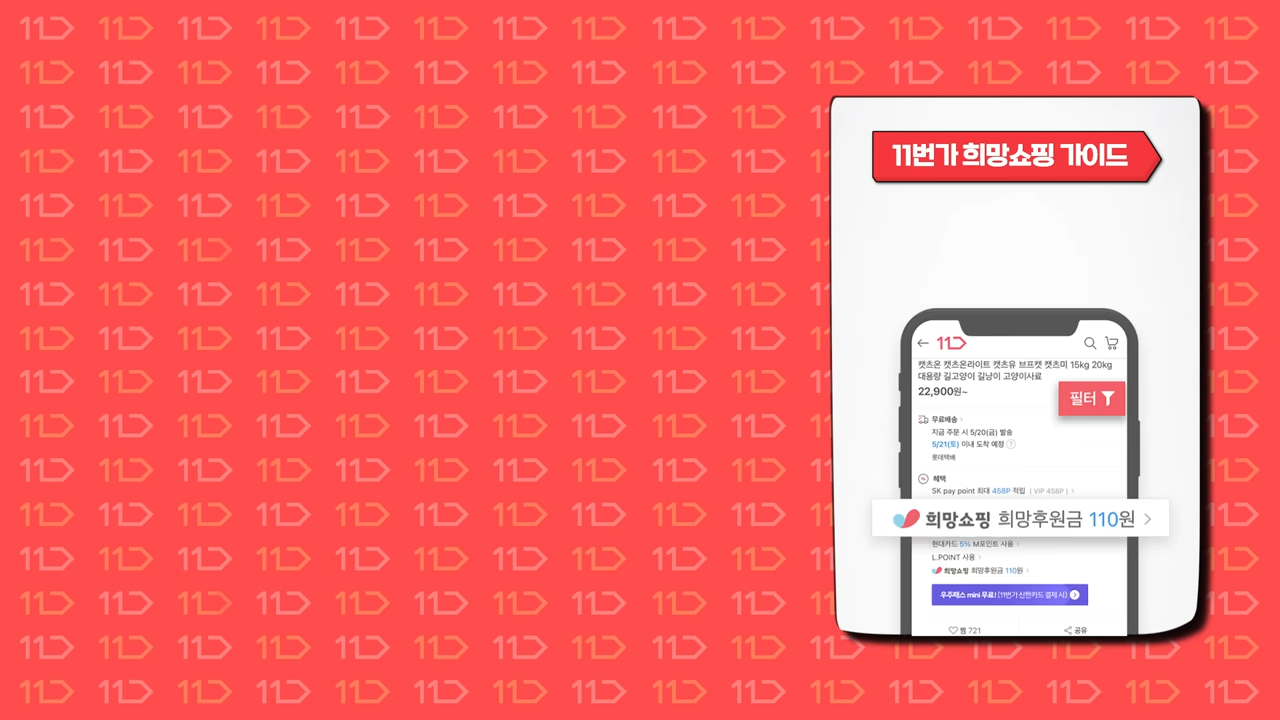 11번가 희망쇼핑 가이드
캣츠온 캣츠온라이트 캣츠유 브프캣 캣츠미 15kg 20kg
대용량 길고양이 길냥이 고양이사료
22,900원~
필터
무료배송
지금 주문 시 5/20(금) 발송
5/21(토) 이내 도착 예정 ?
롯데택배
혜택
SK pay point 최대 458P 적립 ( VIP 458P )
희망쇼핑 희망후원금 110원
현대카드 5% M포인트 사용
L.POINT 사용
희망쇼핑 희망후원금 110원
우주패스 mini 무료! (11번가 신한카드 결제 시)
찜 721
공유